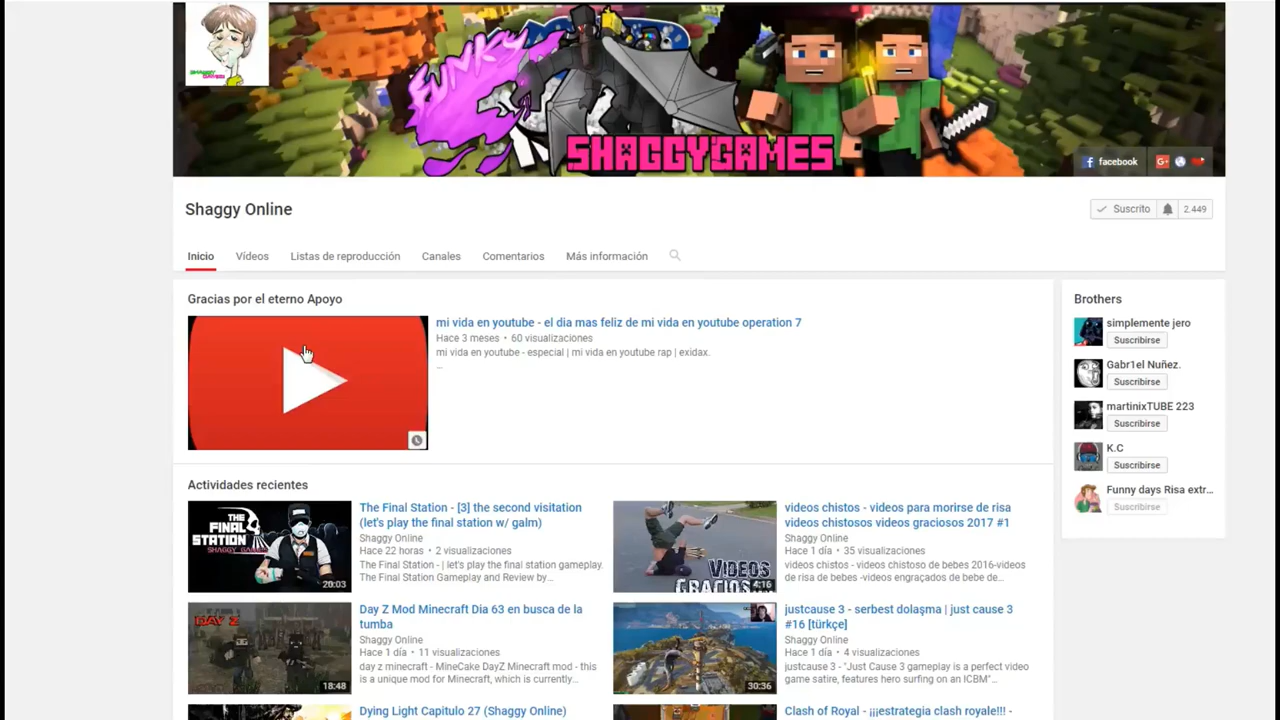 SHAGGY GAMES
SHAGGYGAMES
facebook
Shaggy Online
Suscrito 2.449
Inicio Vídeos Listas de reproducción Canales Comentarios Más información
Gracias por el eterno Apoyo
mi vida en youtube - el dia mas feliz de mi vida en youtube operation 7
Hace 3 meses • 60 visualizaciones
mi vida en youtube - especial | mi vida en youtube rap | exidax.
...
Brothers
simplemente jero
Suscribirse
Gabr1el Nuñez.
Suscribirse
martinixTUBE 223
Suscribirse
K.C
Suscribirse
Funny days Risa extr...
Suscribirse
Actividades recientes
THE FINAL STATION
SHAGGY GAMES
20:03
The Final Station - [3] the second visitation
(let's play the final station w/ galm)
Shaggy Online
Hace 22 horas • 2 visualizaciones
The Final Station - | let's play the final station gameplay.
The Final Station Gameplay and Review by...
VIDEOS
GRACIOS
4:16
videos chistos - videos para morirse de risa
videos chistosos videos graciosos 2017 #1
Shaggy Online
Hace 1 día • 35 visualizaciones
videos chistos - videos chistosos de bebes 2016-videos
de risa de bebes -videos engraçados de bebe de...
DAY Z
18:48
Day Z Mod Minecraft Dia 63 en busca de la
tumba
Shaggy Online
Hace 1 día • 11 visualizaciones
day z minecraft - MineCake DayZ Minecraft mod - this
is a unique mod for Minecraft, which is currently...
30:36
justcause 3 - serbest dolaşma | just cause 3
#16 [türkçe]
Shaggy Online
Hace 1 día • 4 visualizaciones
justcause 3 - "Just Cause 3 gameplay is a perfect video
game satire, features hero surfing on an ICBM"...
Dying Light Capitulo 27 (Shaggy Online)
Clash of Royal - ¡¡¡estrategia clash royale!!! -